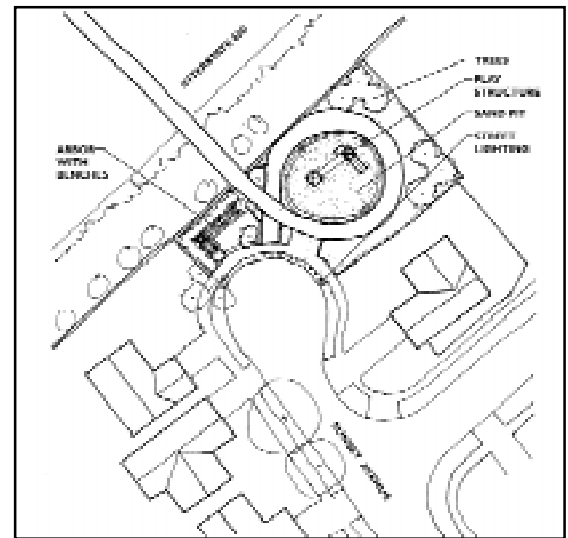 TREES
PLAY
STRUCTURE
SAND PIT
STREET
LIGHTING
ARBOR
WITH
BENCHES